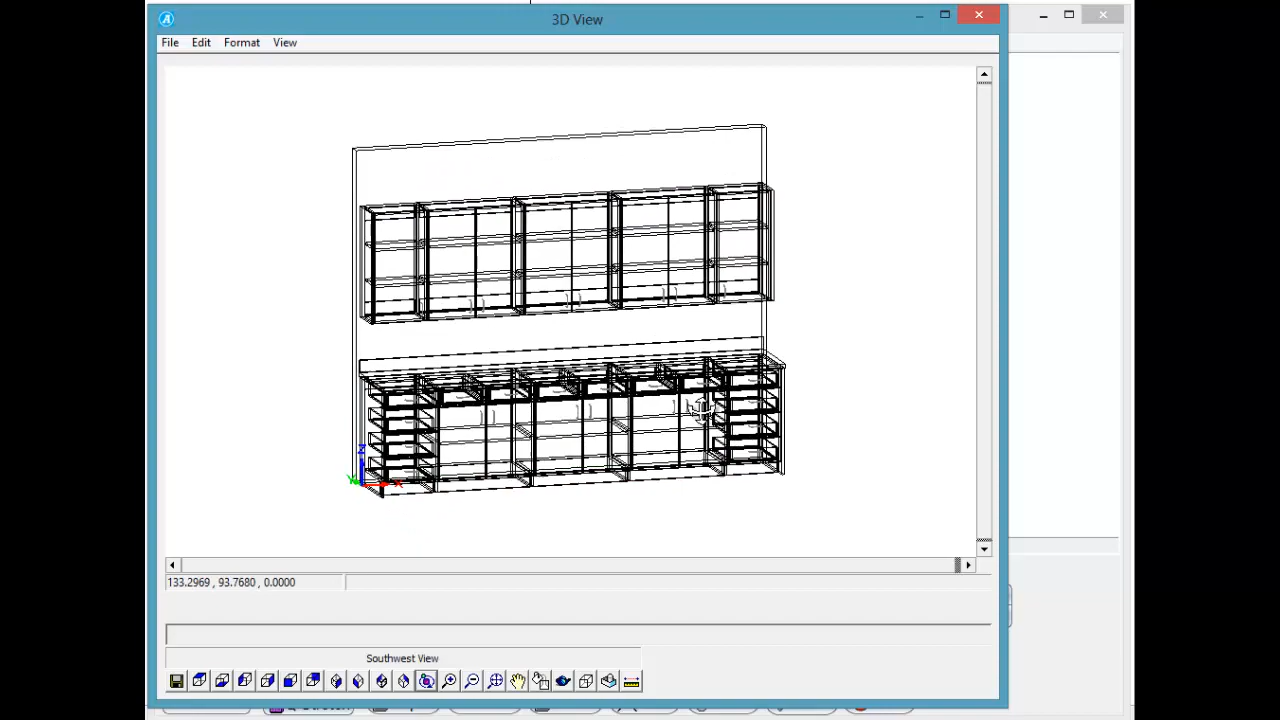 3D View
File Edit Format View
Z
Y X
133.2969 , 93.7680 , 0.0000
Southwest View